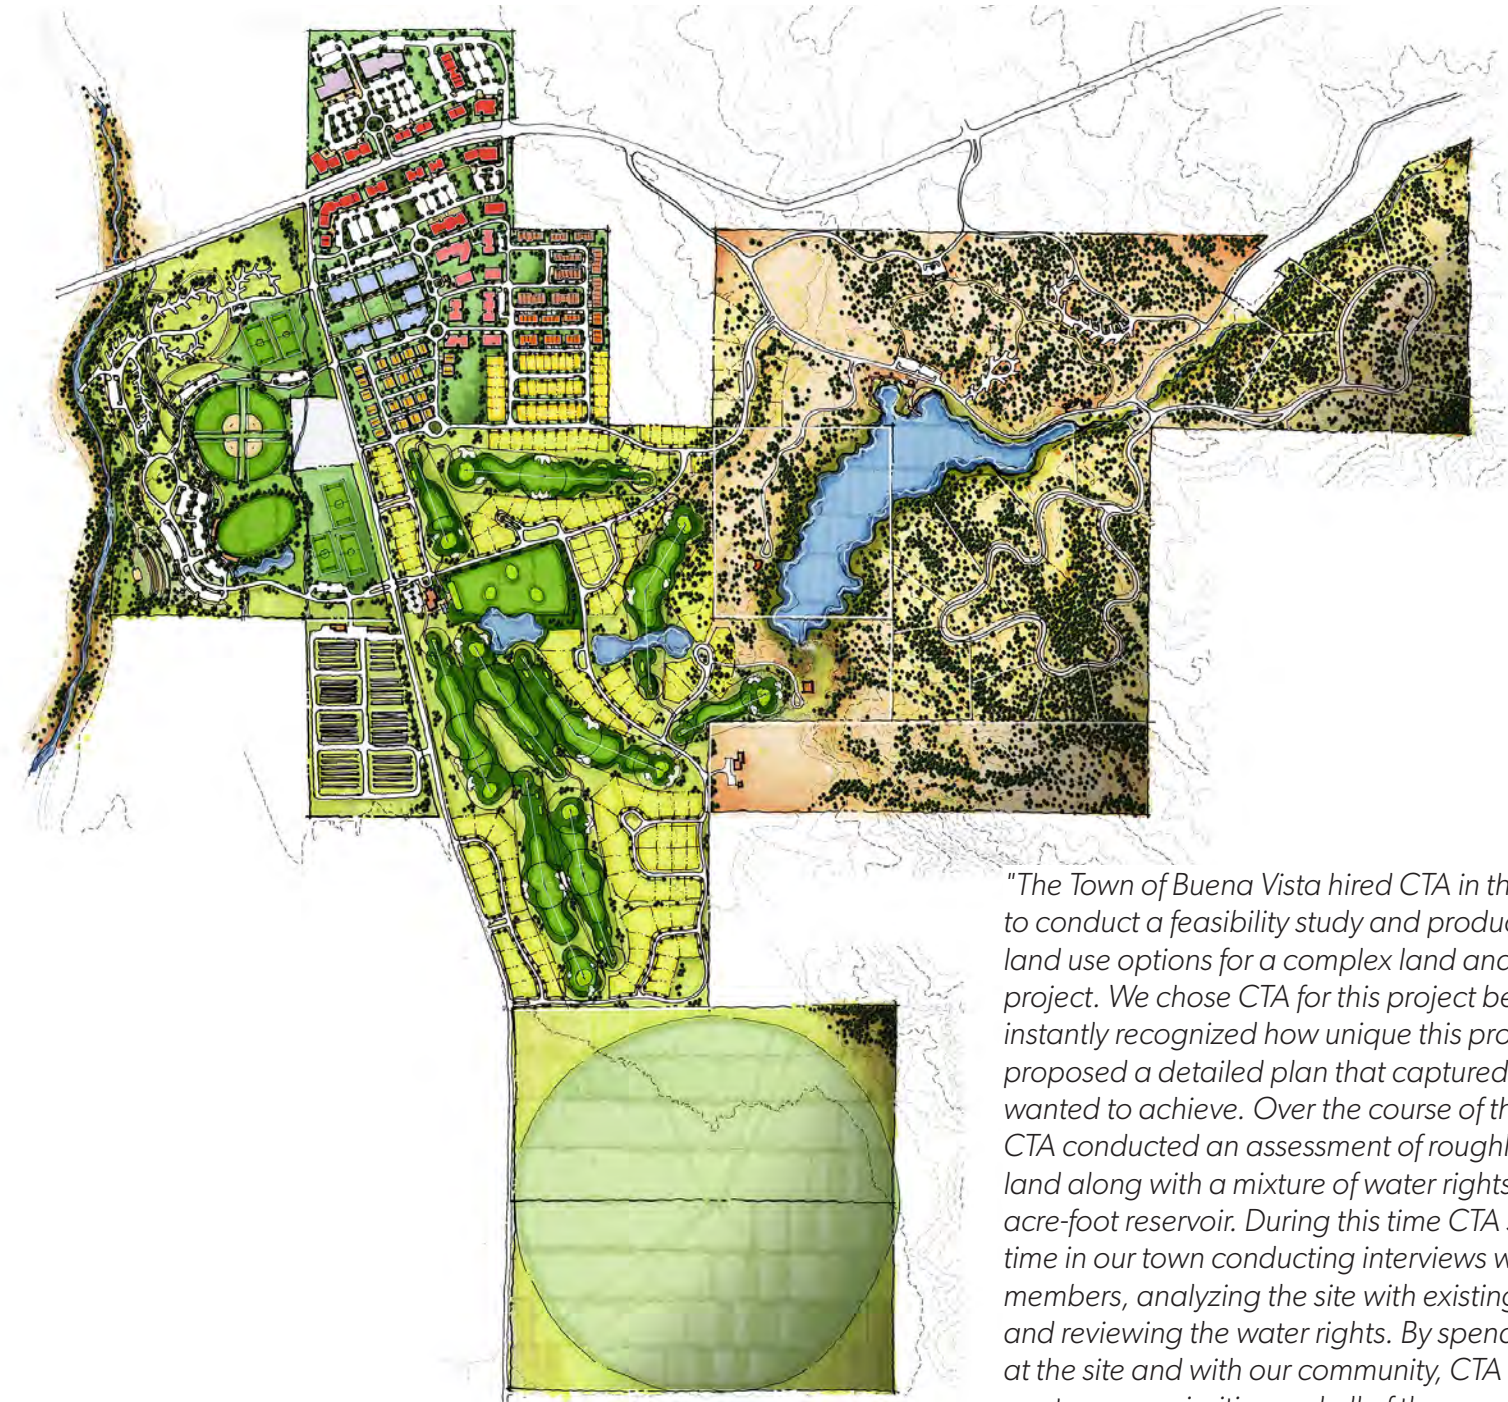 "The Town of Buena Vista hired CTA in th
to conduct a feasibility study and produc
land use options for a complex land and
project. We chose CTA for this project be
instantly recognized how unique this pro
proposed a detailed plan that captured
wanted to achieve. Over the course of th
CTA conducted an assessment of roughl
land along with a mixture of water rights
acre-foot reservoir. During this time CTA
time in our town conducting interviews w
members, analyzing the site with existing
and reviewing the water rights. By spend
at the site and with our community, CTA